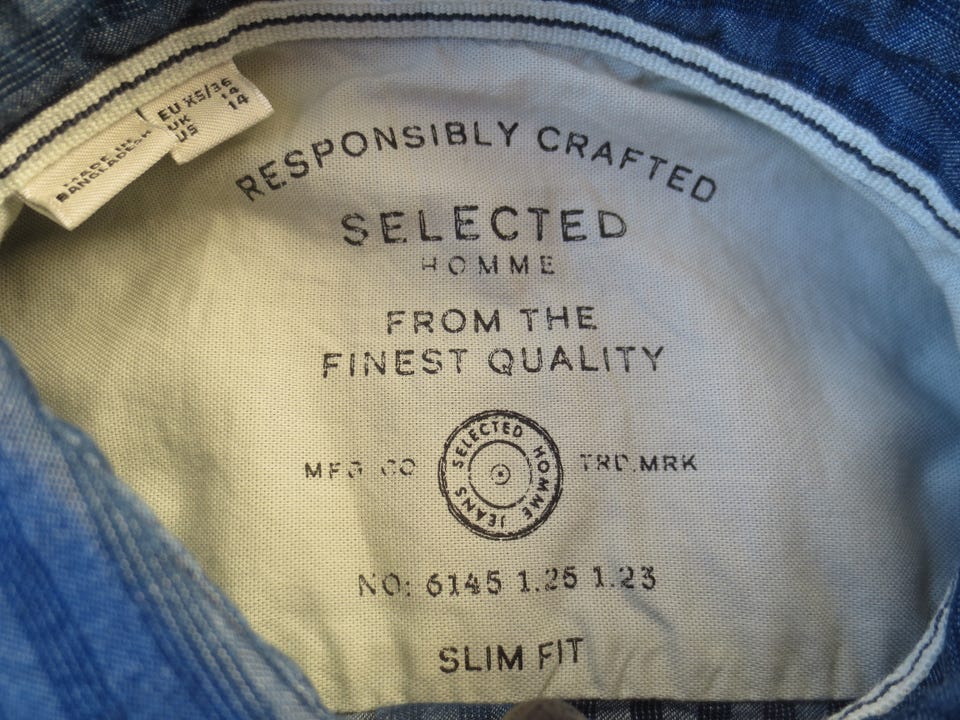 MADE IN
BANGLADESH
EU XS/36
UK 14
US 14
RESPONSIBLY CRAFTED
SELECTED
HOMME
FROM THE
FINEST QUALITY
MFG CO
SELECTED HOMME JEANS
TRD.MRK
NO: 6145 1.25 1.23
SLIM FIT